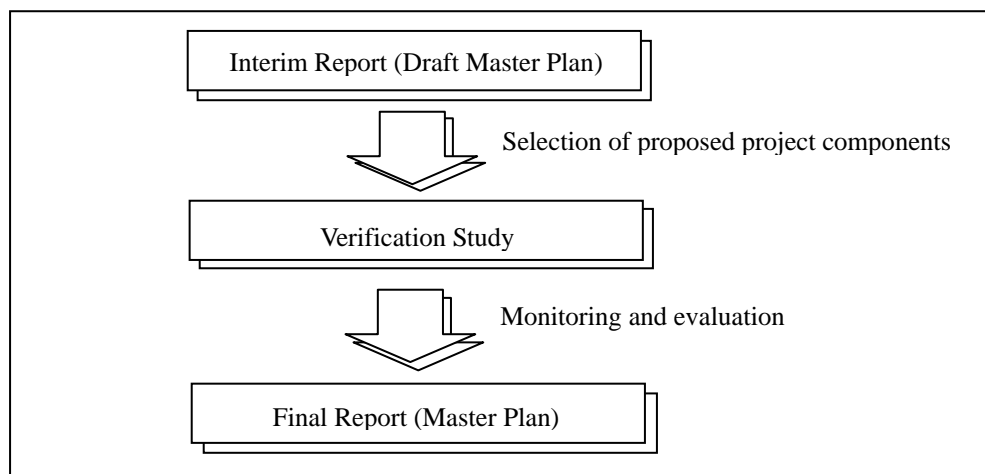 Interim Report (Draft Master Plan)
Selection of proposed project components
Verification Study
Monitoring and evaluation
Final Report (Master Plan)